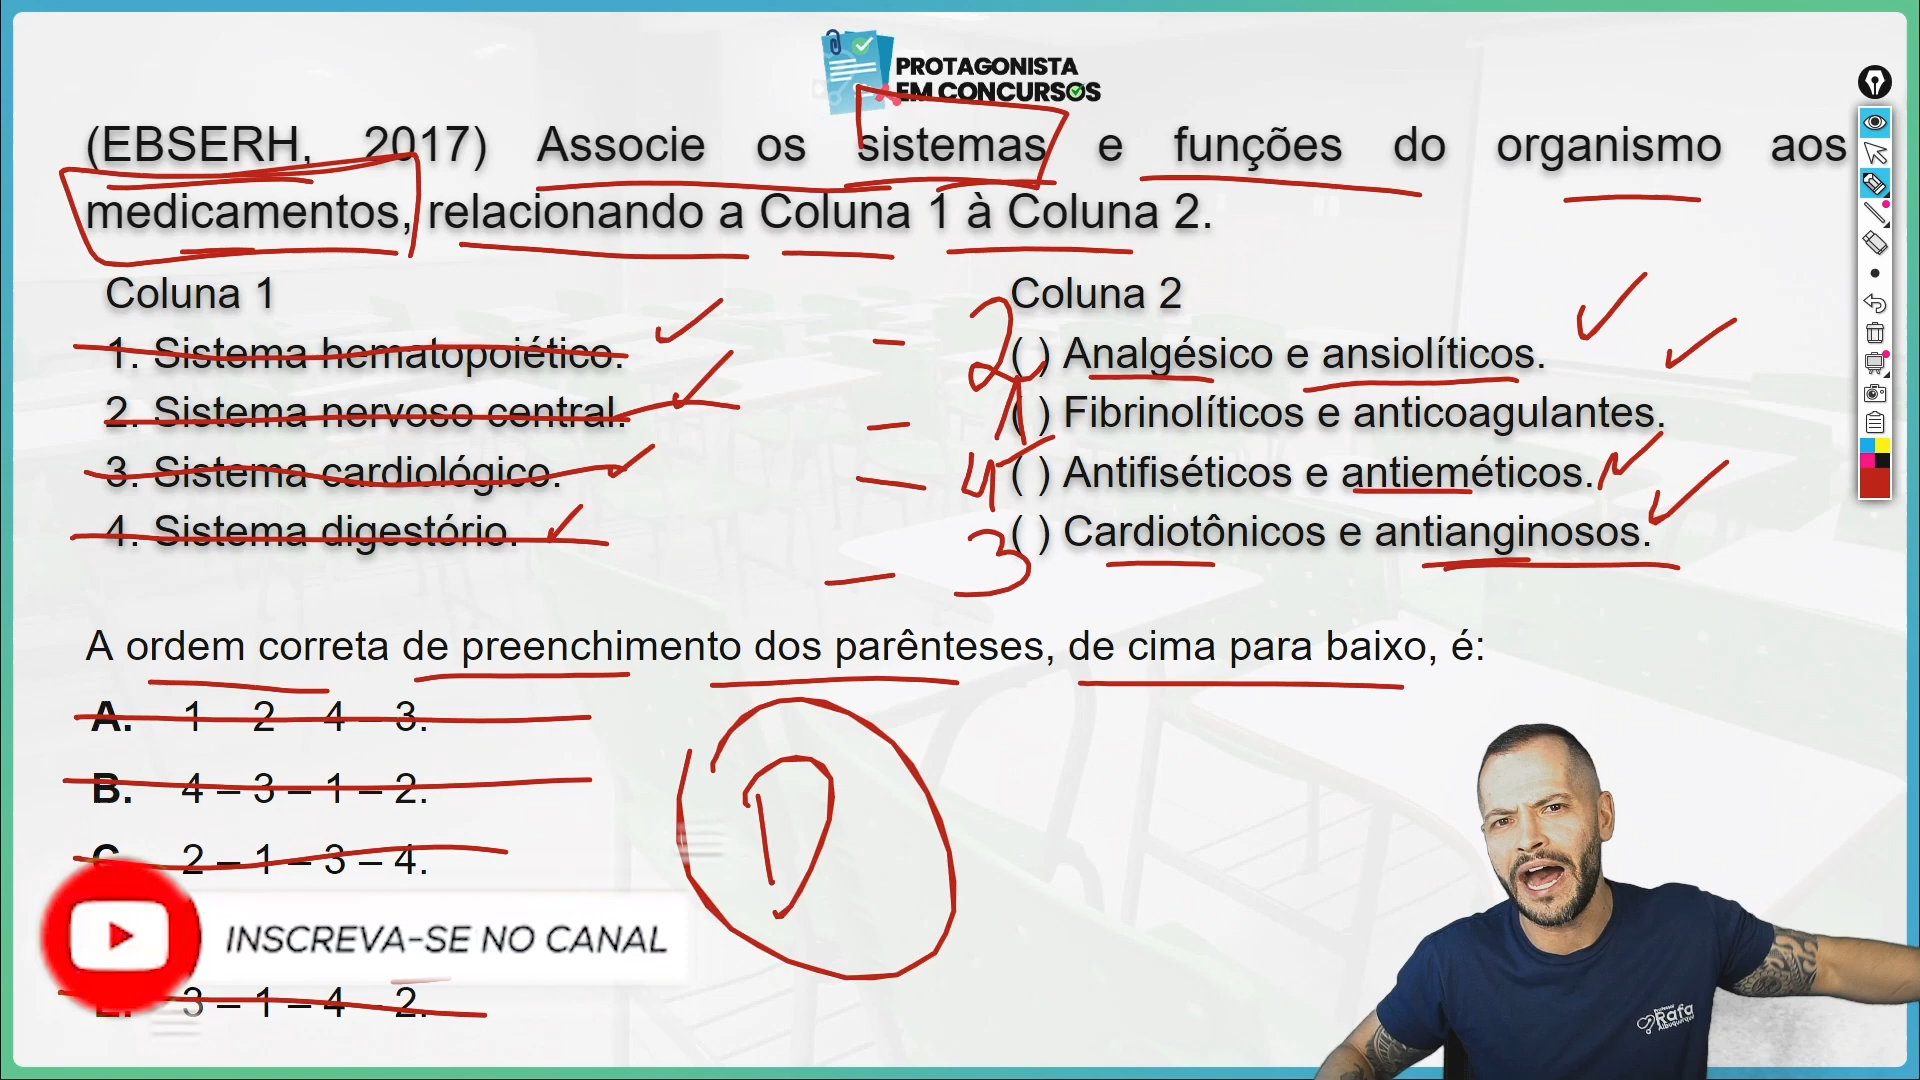 PROTAGONISTA
EM CONCURSOS
(EBSERH, 2017) Associe os sistemas e funções do organismo aos
medicamentos, relacionando a Coluna 1 à Coluna 2.
Coluna 1
1. Sistema hematopoiético.
2. Sistema nervoso central.
3. Sistema cardiológico.
4. Sistema digestório.
Coluna 2
2 ( ) Analgésico e ansiolíticos.
1 ( ) Fibrinolíticos e anticoagulantes.
4 ( ) Antifiséticos e antieméticos.
3 ( ) Cardiotônicos e antianginosos.
A ordem correta de preenchimento dos parênteses, de cima para baixo, é:
A. 1 – 2 – 4 – 3.
B. 4 – 3 – 1 – 2.
C. 2 – 1 – 3 – 4.
E. 3 – 1 – 4 – 2.
D
INSCREVA-SE NO CANAL
Professor
Rafa
Albuquerque